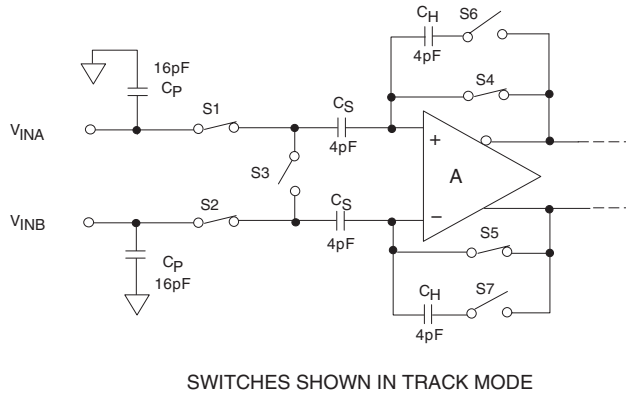 CH
S6
4pF
16pF
CP
S4
S1
CS
VINA
4pF
+
A
S3
S2
CS
−
VINB
4pF
S5
CP
16pF
CH
S7
4pF
SWITCHES SHOWN IN TRACK MODE